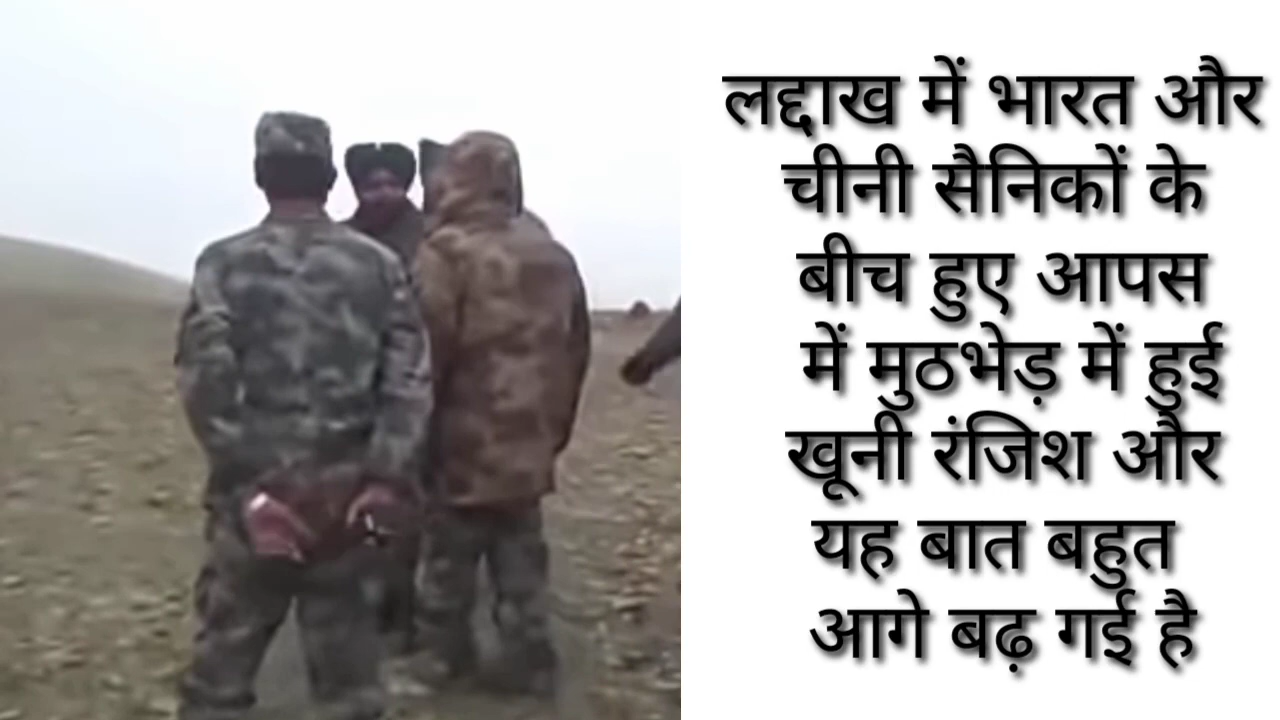 लद्दाख में भारत और
चीनी सैनिकों के
बीच हुए आपस
में मुठभेड़ में हुई
खूनी रंजिश और
यह बात बहुत
आगे बढ़ गई है